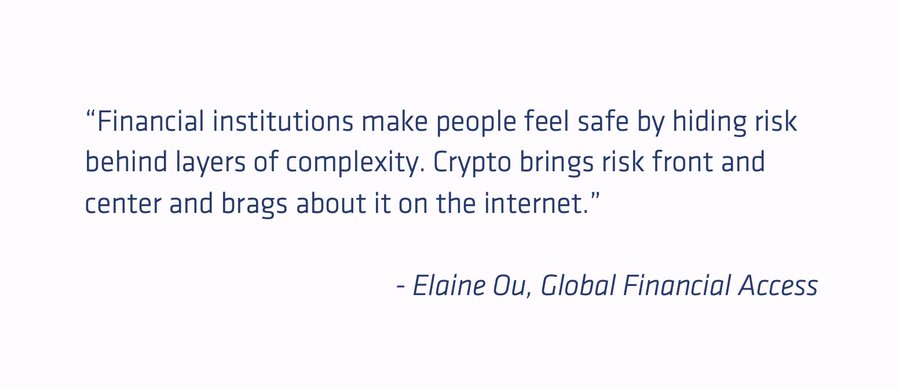 “Financial institutions make people feel safe by hiding risk
behind layers of complexity. Crypto brings risk front and
center and brags about it on the internet.”
- Elaine Ou, Global Financial Access